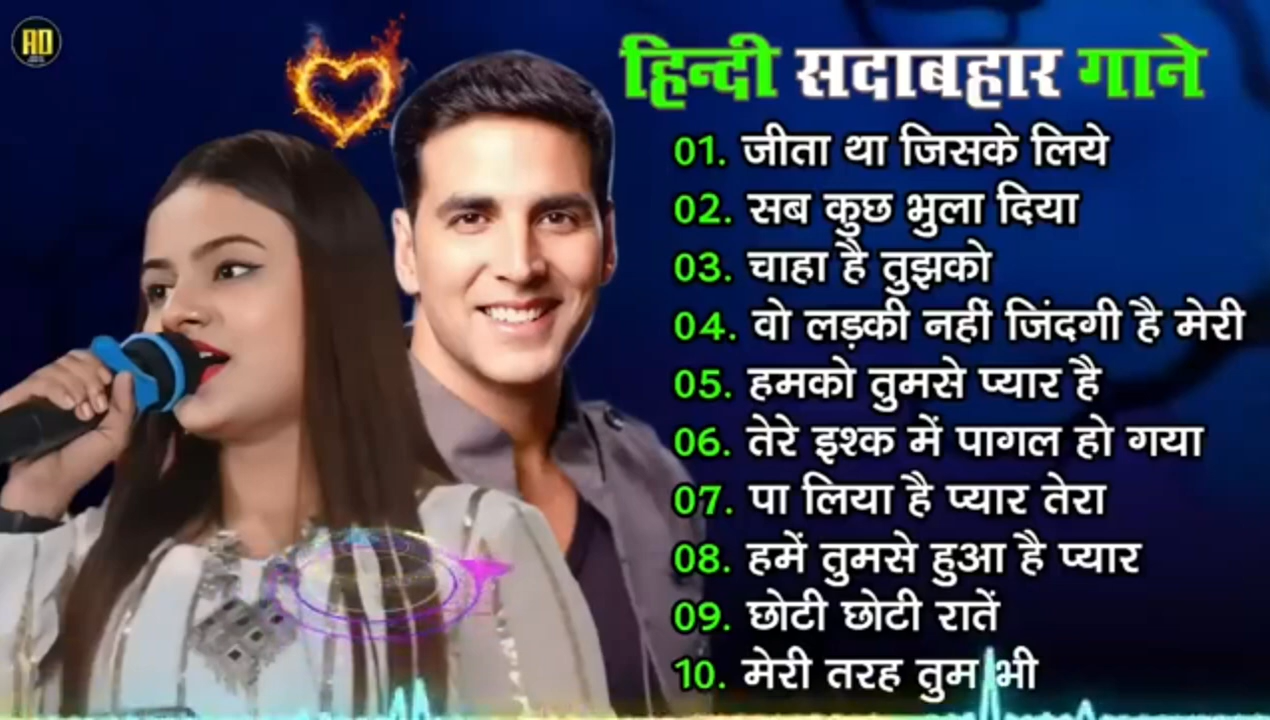 AD
हिन्दी सदाबहार गाने
01. जीता था जिसके लिये
02. सब कुछ भुला दिया
03. चाहा है तुझको
04. वो लड़की नहीं जिंदगी है मेरी
05. हमको तुमसे प्यार है
06. तेरे इश्क में पागल हो गया
07. पा लिया है प्यार तेरा
08. हमें तुमसे हुआ है प्यार
09. छोटी छोटी रातें
10. मेरी तरह तुम भी